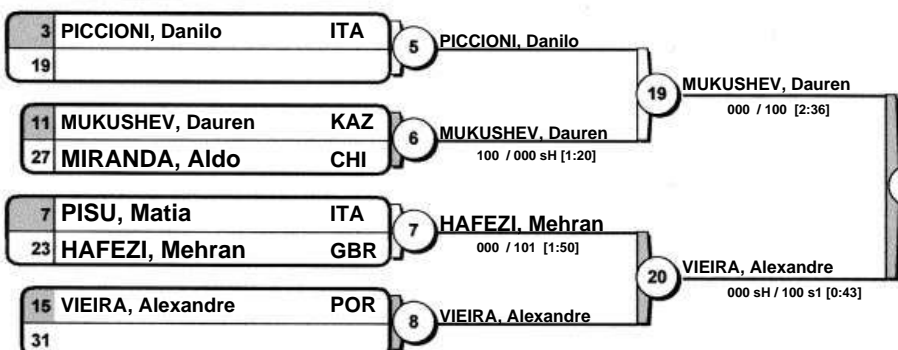 3 PICCIONI, Danilo ITA
19
5
PICCIONI, Danilo
11 MUKUSHEV, Dauren KAZ
27 MIRANDA, Aldo CHI
6
MUKUSHEV, Dauren
100 / 000 sH [1:20]
19
MUKUSHEV, Dauren
000 / 100 [2:36]
7 PISU, Matia ITA
23 HAFEZI, Mehran GBR
7
HAFEZI, Mehran
000 / 101 [1:50]
15 VIEIRA, Alexandre POR
31
8
VIEIRA, Alexandre
20
VIEIRA, Alexandre
000 sH / 100 s1 [0:43]